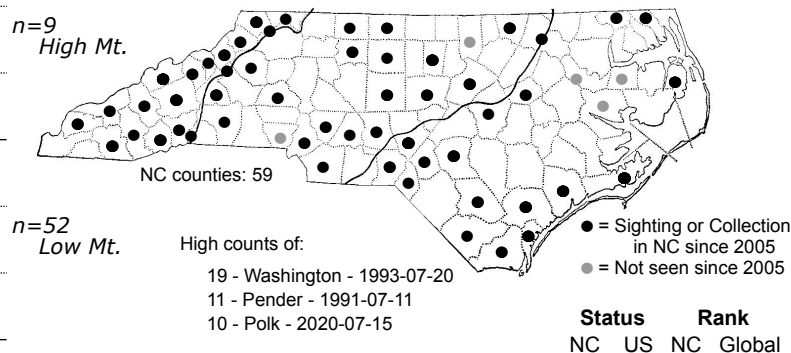 n=9
High Mt.
NC counties: 59
n=52
Low Mt.
High counts of:
19 - Washington - 1993-07-20
11 - Pender - 1991-07-11
10 - Polk - 2020-07-15
= Sighting or Collection
in NC since 2005
= Not seen since 2005
Status Rank
NC US NC Global